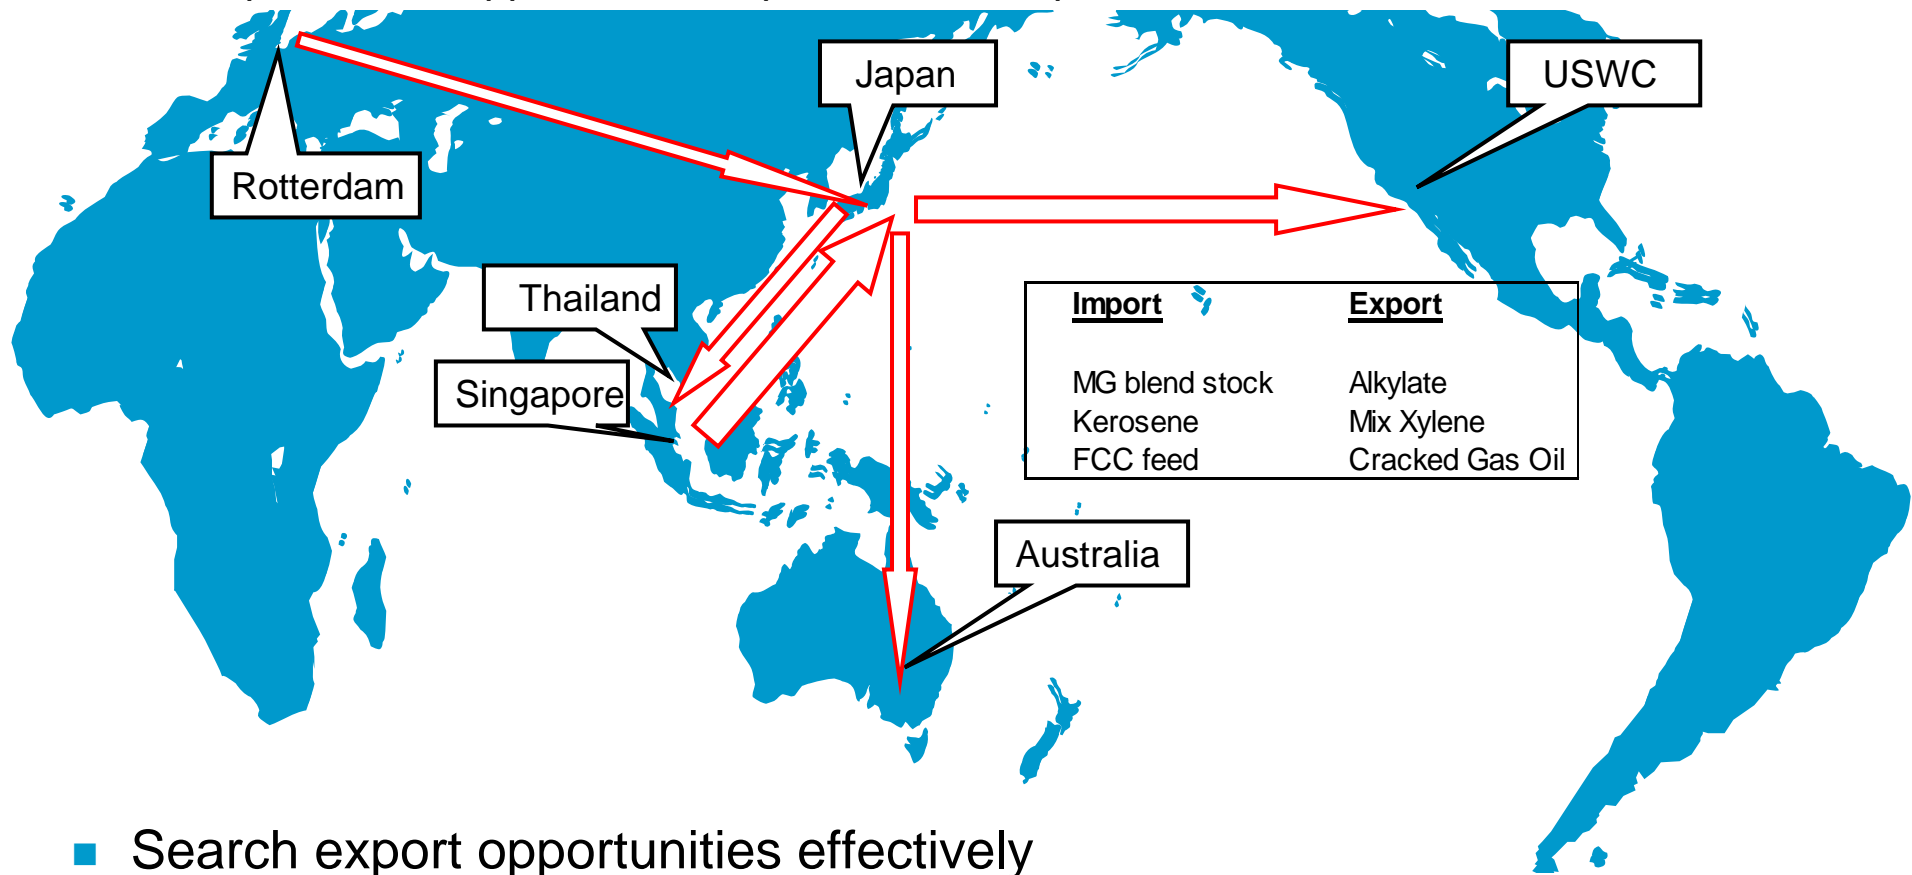 Japan
USWC
Rotterdam
Thailand
Singapore
Import Export
MG blend stock Alkylate
Kerosene Mix Xylene
FCC feed Cracked Gas Oil
Australia
Search export opportunities effectively